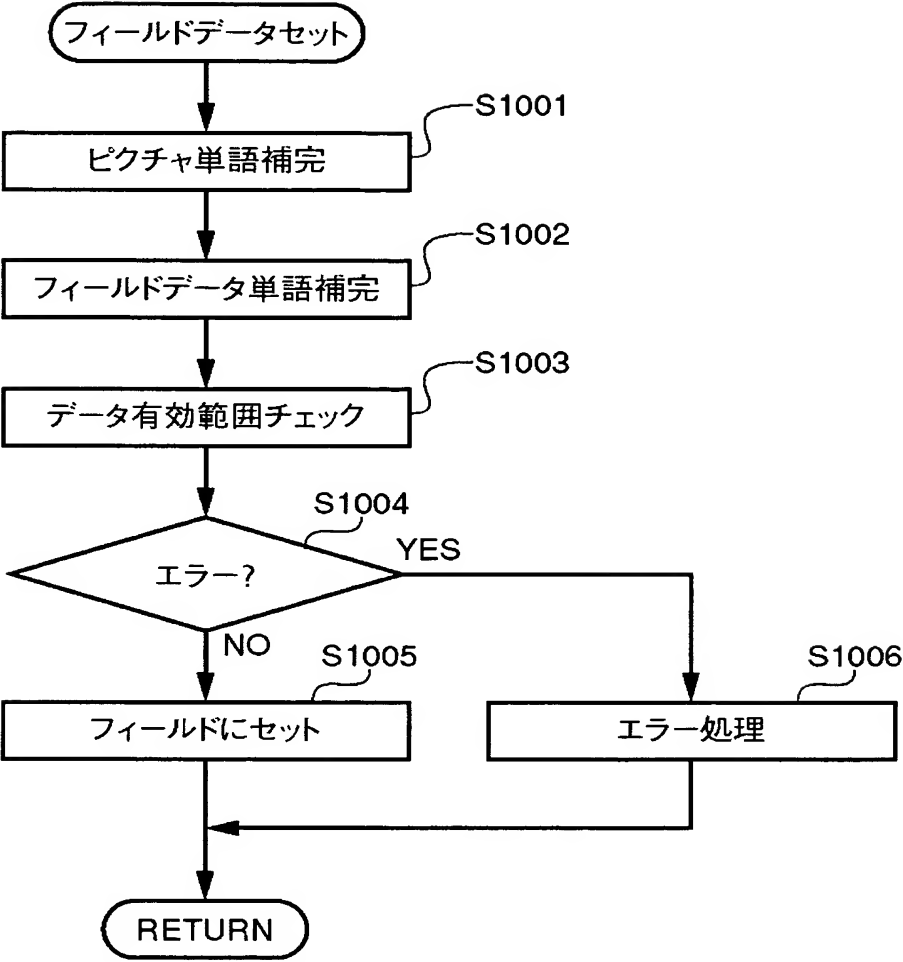 フィールドデータセット
S1001
ピクチャ単語補完
S1002
フィールドデータ単語補完
S1003
データ有効範囲チェック
S1004
エラー?
YES
NO
S1005
フィールドにセット
S1006
エラー処理
RETURN